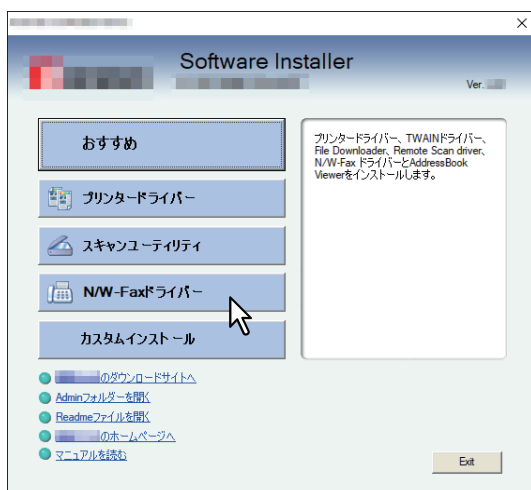 Software Installer
Ver.
おすすめ
プリンタードライバー
スキャンユーティリティ
N/W-Faxドライバー
カスタムインストール
プリンタードライバー、TWAINドライバー、
File Downloader、Remote Scan driver、
N/W-Fax ドライバーとAddressBook
Viewerをインストールします。
のダウンロードサイトへ
Adminフォルダーを開く
Readmeファイルを開く
のホームページへ
マニュアルを読む
Exit